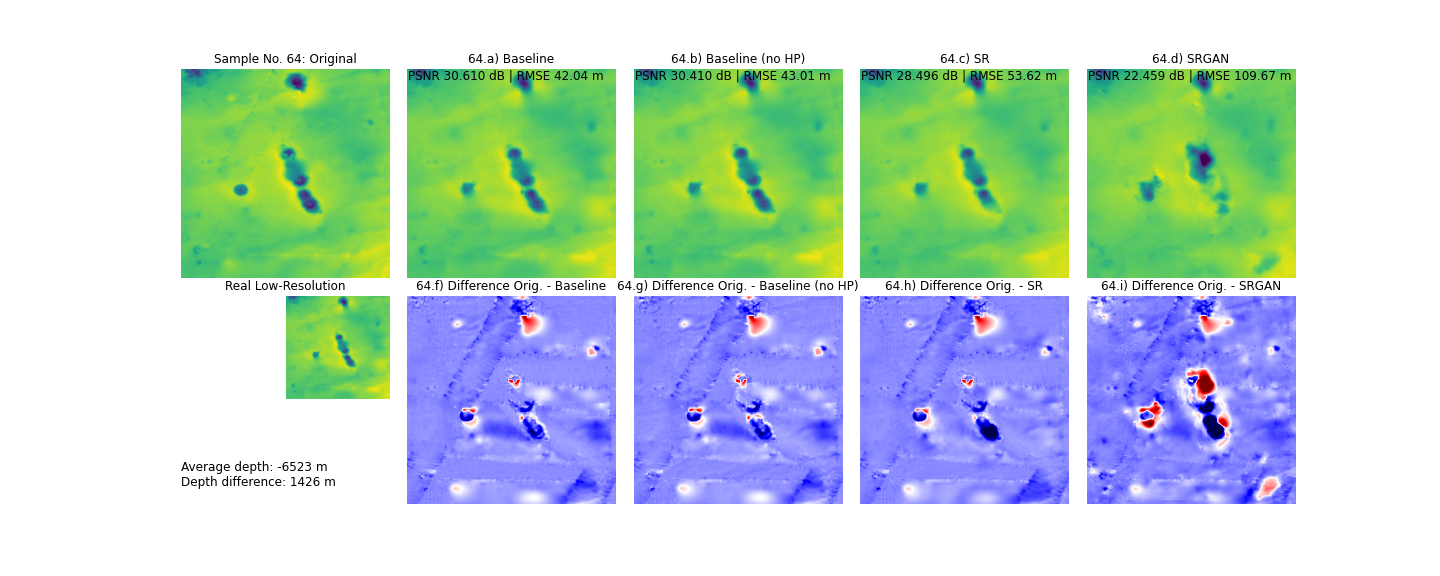 Sample No. 64: Original
64.a) Baseline
64.b) Baseline (no HP)
64.c) SR
64.d) SRGAN
PSNR 30.610 dB | RMSE 42.04 m
PSNR 30.410 dB | RMSE 43.01 m
PSNR 28.496 dB | RMSE 53.62 m
PSNR 22.459 dB | RMSE 109.67 m
Real Low-Resolution
64.f) Difference Orig. - Baseline
64.g) Difference Orig. - Baseline (no HP)
64.h) Difference Orig. - SR
64.i) Difference Orig. - SRGAN
Average depth: -6523 m
Depth difference: 1426 m